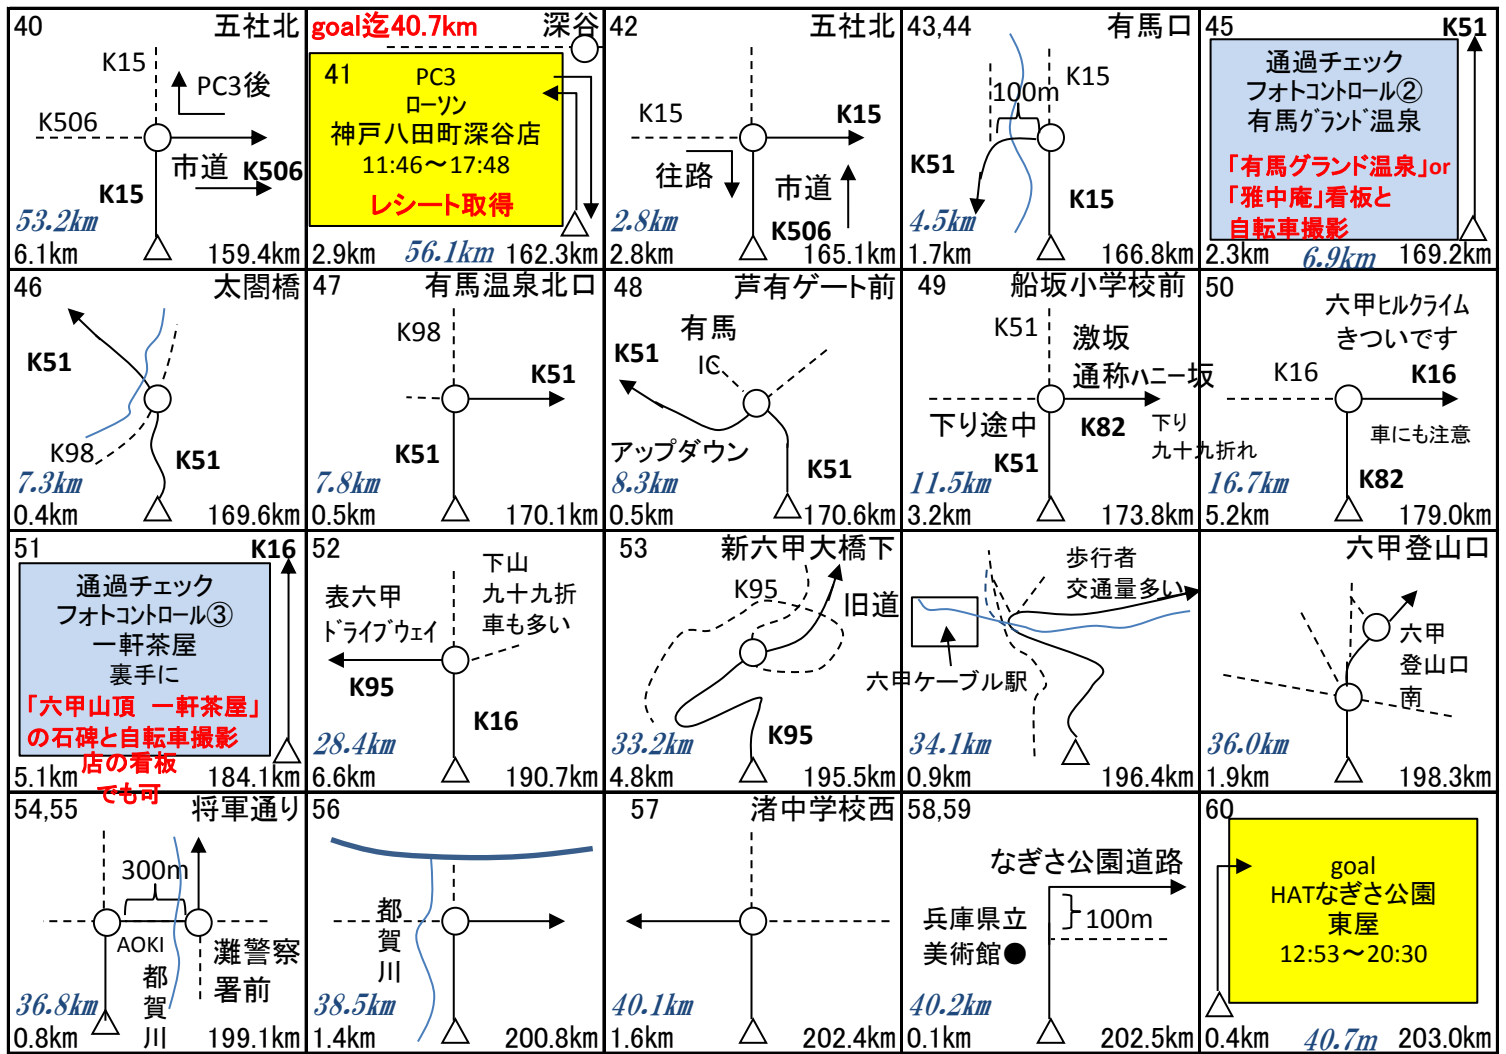 40 五社北
K15
PC3後
K506
市道 K506
K15
53.2km
6.1km 159.4km
goal迄40.7km 深谷
41 PC3
ローソン
神戸八田町深谷店
11:46～17:48
レシート取得
2.9km 56.1km 162.3km
42 五社北
K15 K15
往路
市道
K506
2.8km
2.8km 165.1km
43,44 有馬口
K15
100m
K51
K15
4.5km
1.7km 166.8km
45 K51
通過チェック
フォトコントロール②
有馬グランド温泉
「有馬グランド温泉」or
「雅中庵」看板と
自転車撮影
2.3km 6.9km 169.2km
46 太閤橋
K51
K98
K51
7.3km
0.4km 169.6km
47 有馬温泉北口
K98
K51
K51
7.8km
0.5km 170.1km
48 芦有ゲート前
有馬
IC
K51
アップダウン
K51
8.3km
0.5km 170.6km
49 船坂小学校前
K51
激坂
通称ハニー坂
下り途中 K82
下り
九十九折れ
K51
11.5km
3.2km 173.8km
50
六甲ヒルクライム
きついです
K16 K16
車にも注意
K82
16.7km
5.2km 179.0km
51 K16
通過チェック
フォトコントロール③
一軒茶屋
裏手に
「六甲山頂　一軒茶屋」
の石碑と自転車撮影
店の看板
でも可
5.1km 184.1km
52
下山
九十九折
車も多い
表六甲
ドライブウェイ
K95
K16
28.4km
6.6km 190.7km
53 新六甲大橋下
K95
旧道
K95
33.2km
4.8km 195.5km
歩行者
交通量多い
六甲ケーブル駅
34.1km
0.9km 196.4km
六甲登山口
六甲
登山口
南
36.0km
1.9km 198.3km
54,55 将軍通り
300m
AOKI
都
賀
川
灘警察
署前
36.8km
0.8km 199.1km
56
都
賀
川
38.5km
1.4km 200.8km
57 渚中学校西
40.1km
1.6km 202.4km
58,59
なぎさ公園道路
100m
兵庫県立
美術館●
40.2km
0.1km 202.5km
60
goal
HATなぎさ公園
東屋
12:53～20:30
0.4km 40.7m 203.0km